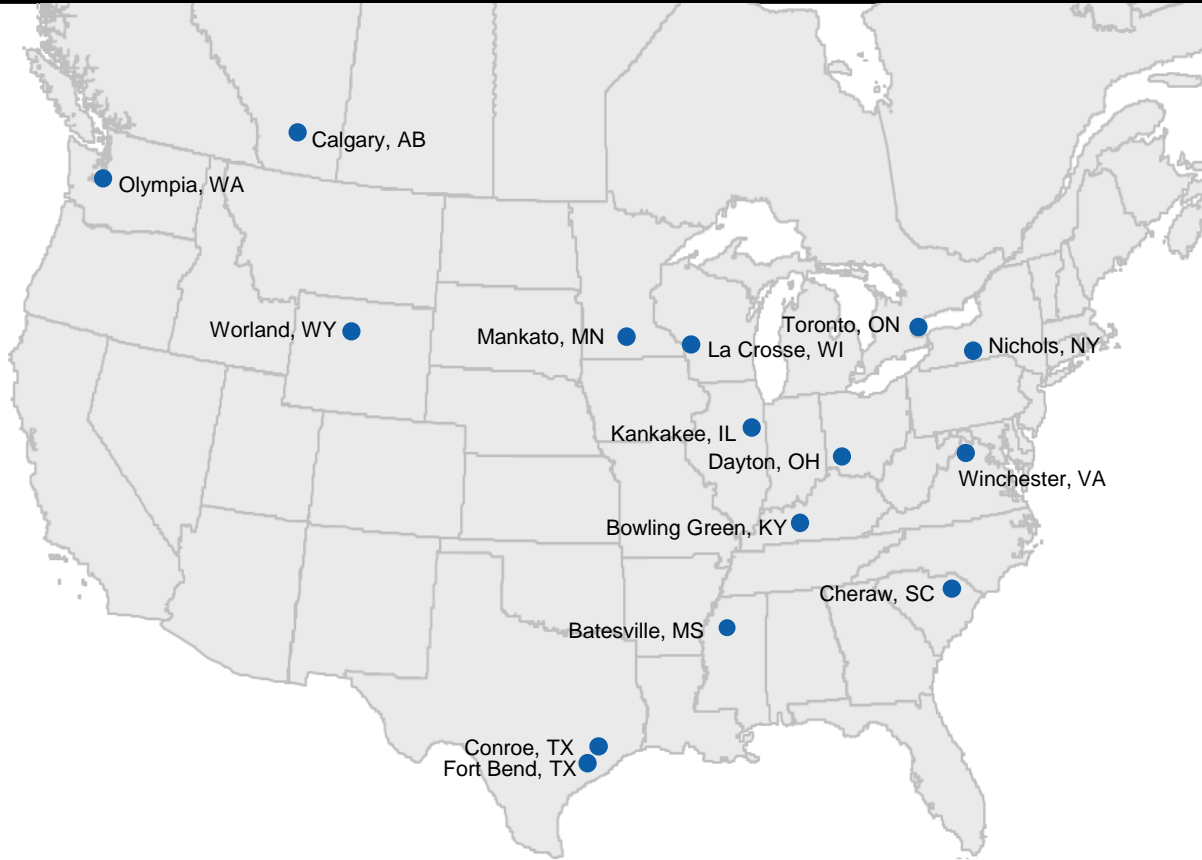 Calgary, AB
Olympia, WA
Worland, WY
Mankato, MN
La Crosse, WI
Toronto, ON
Nichols, NY
Kankakee, IL
Dayton, OH
Winchester, VA
Bowling Green, KY
Cheraw, SC
Batesville, MS
Conroe, TX
Fort Bend, TX